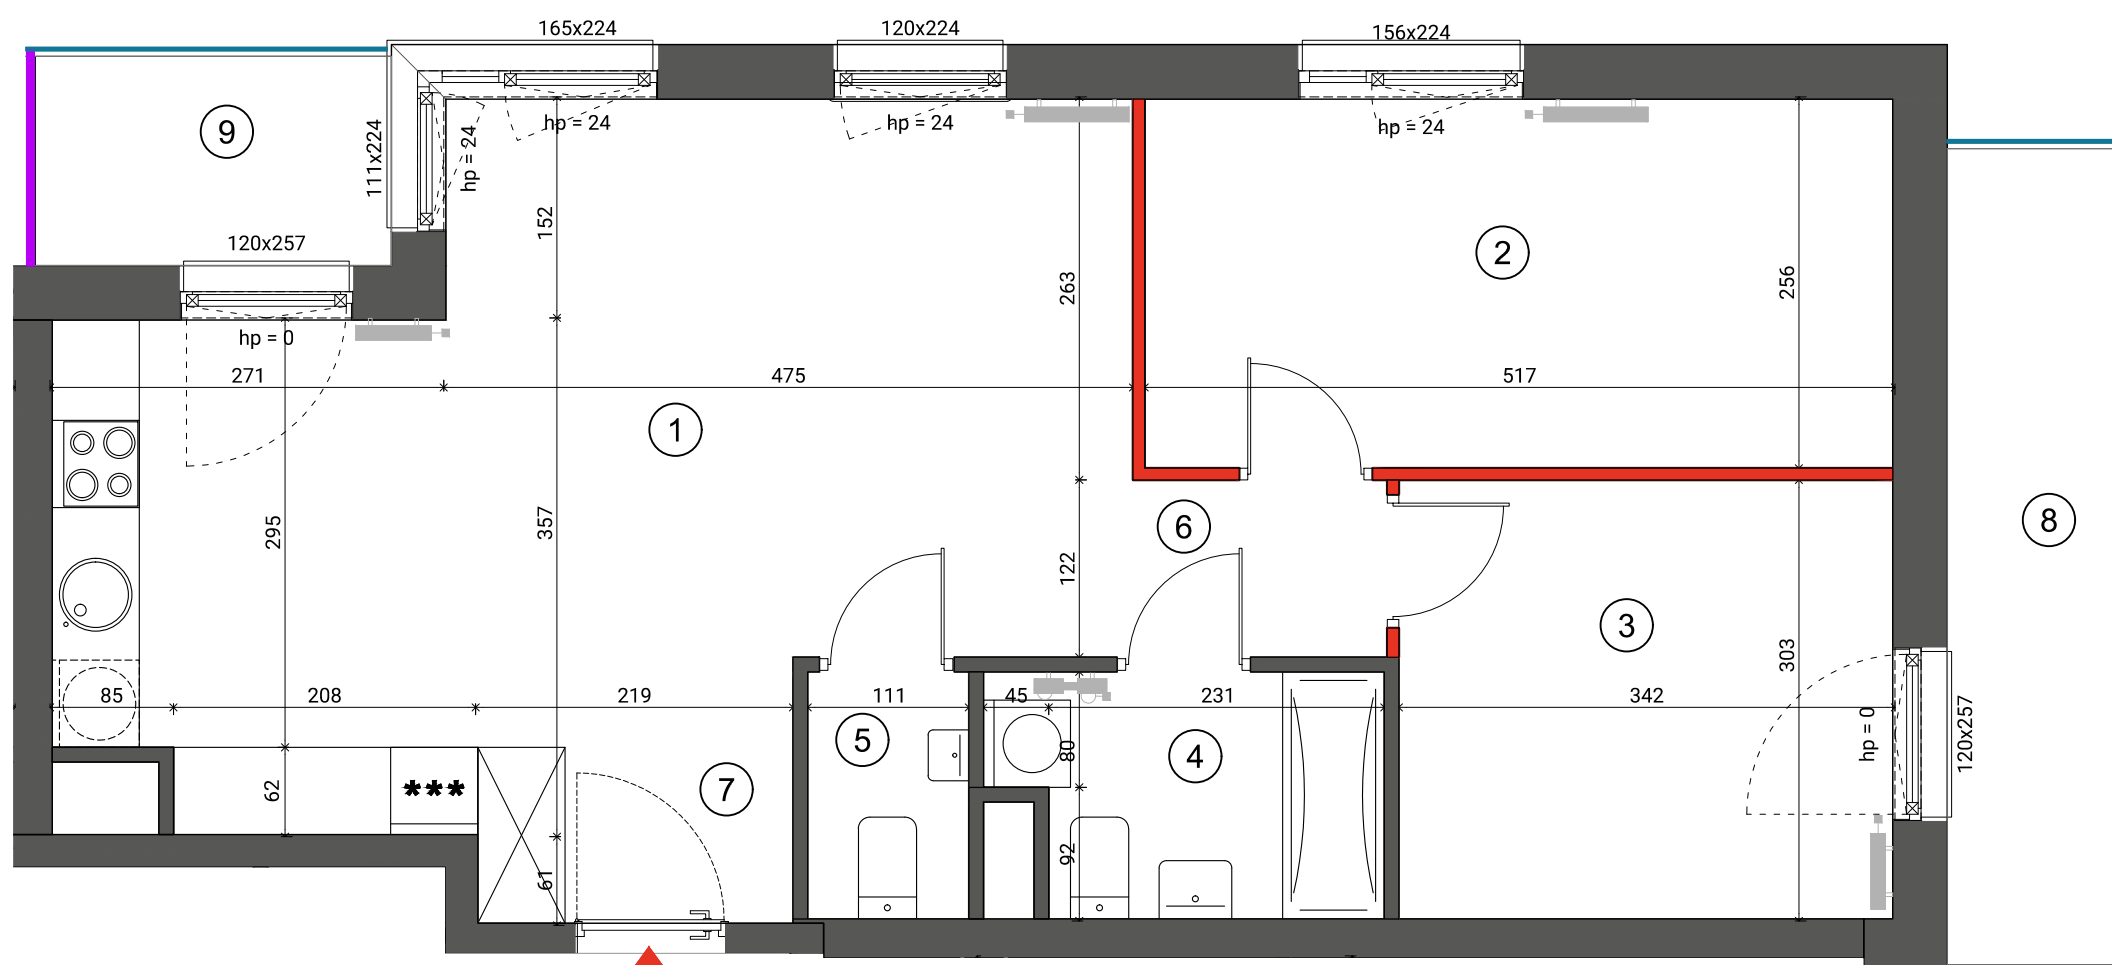 165x224
120x224
156x224
9
111x224
hp = 24
hp = 24
hp = 24
hp = 24
120x257
152
263
2
256
hp = 0
271
475
517
1
295
357
6
122
8
3
303
85
208
219
111
45
231
342
hp = 0
120x257
5
80
4
62
***
7
61
92